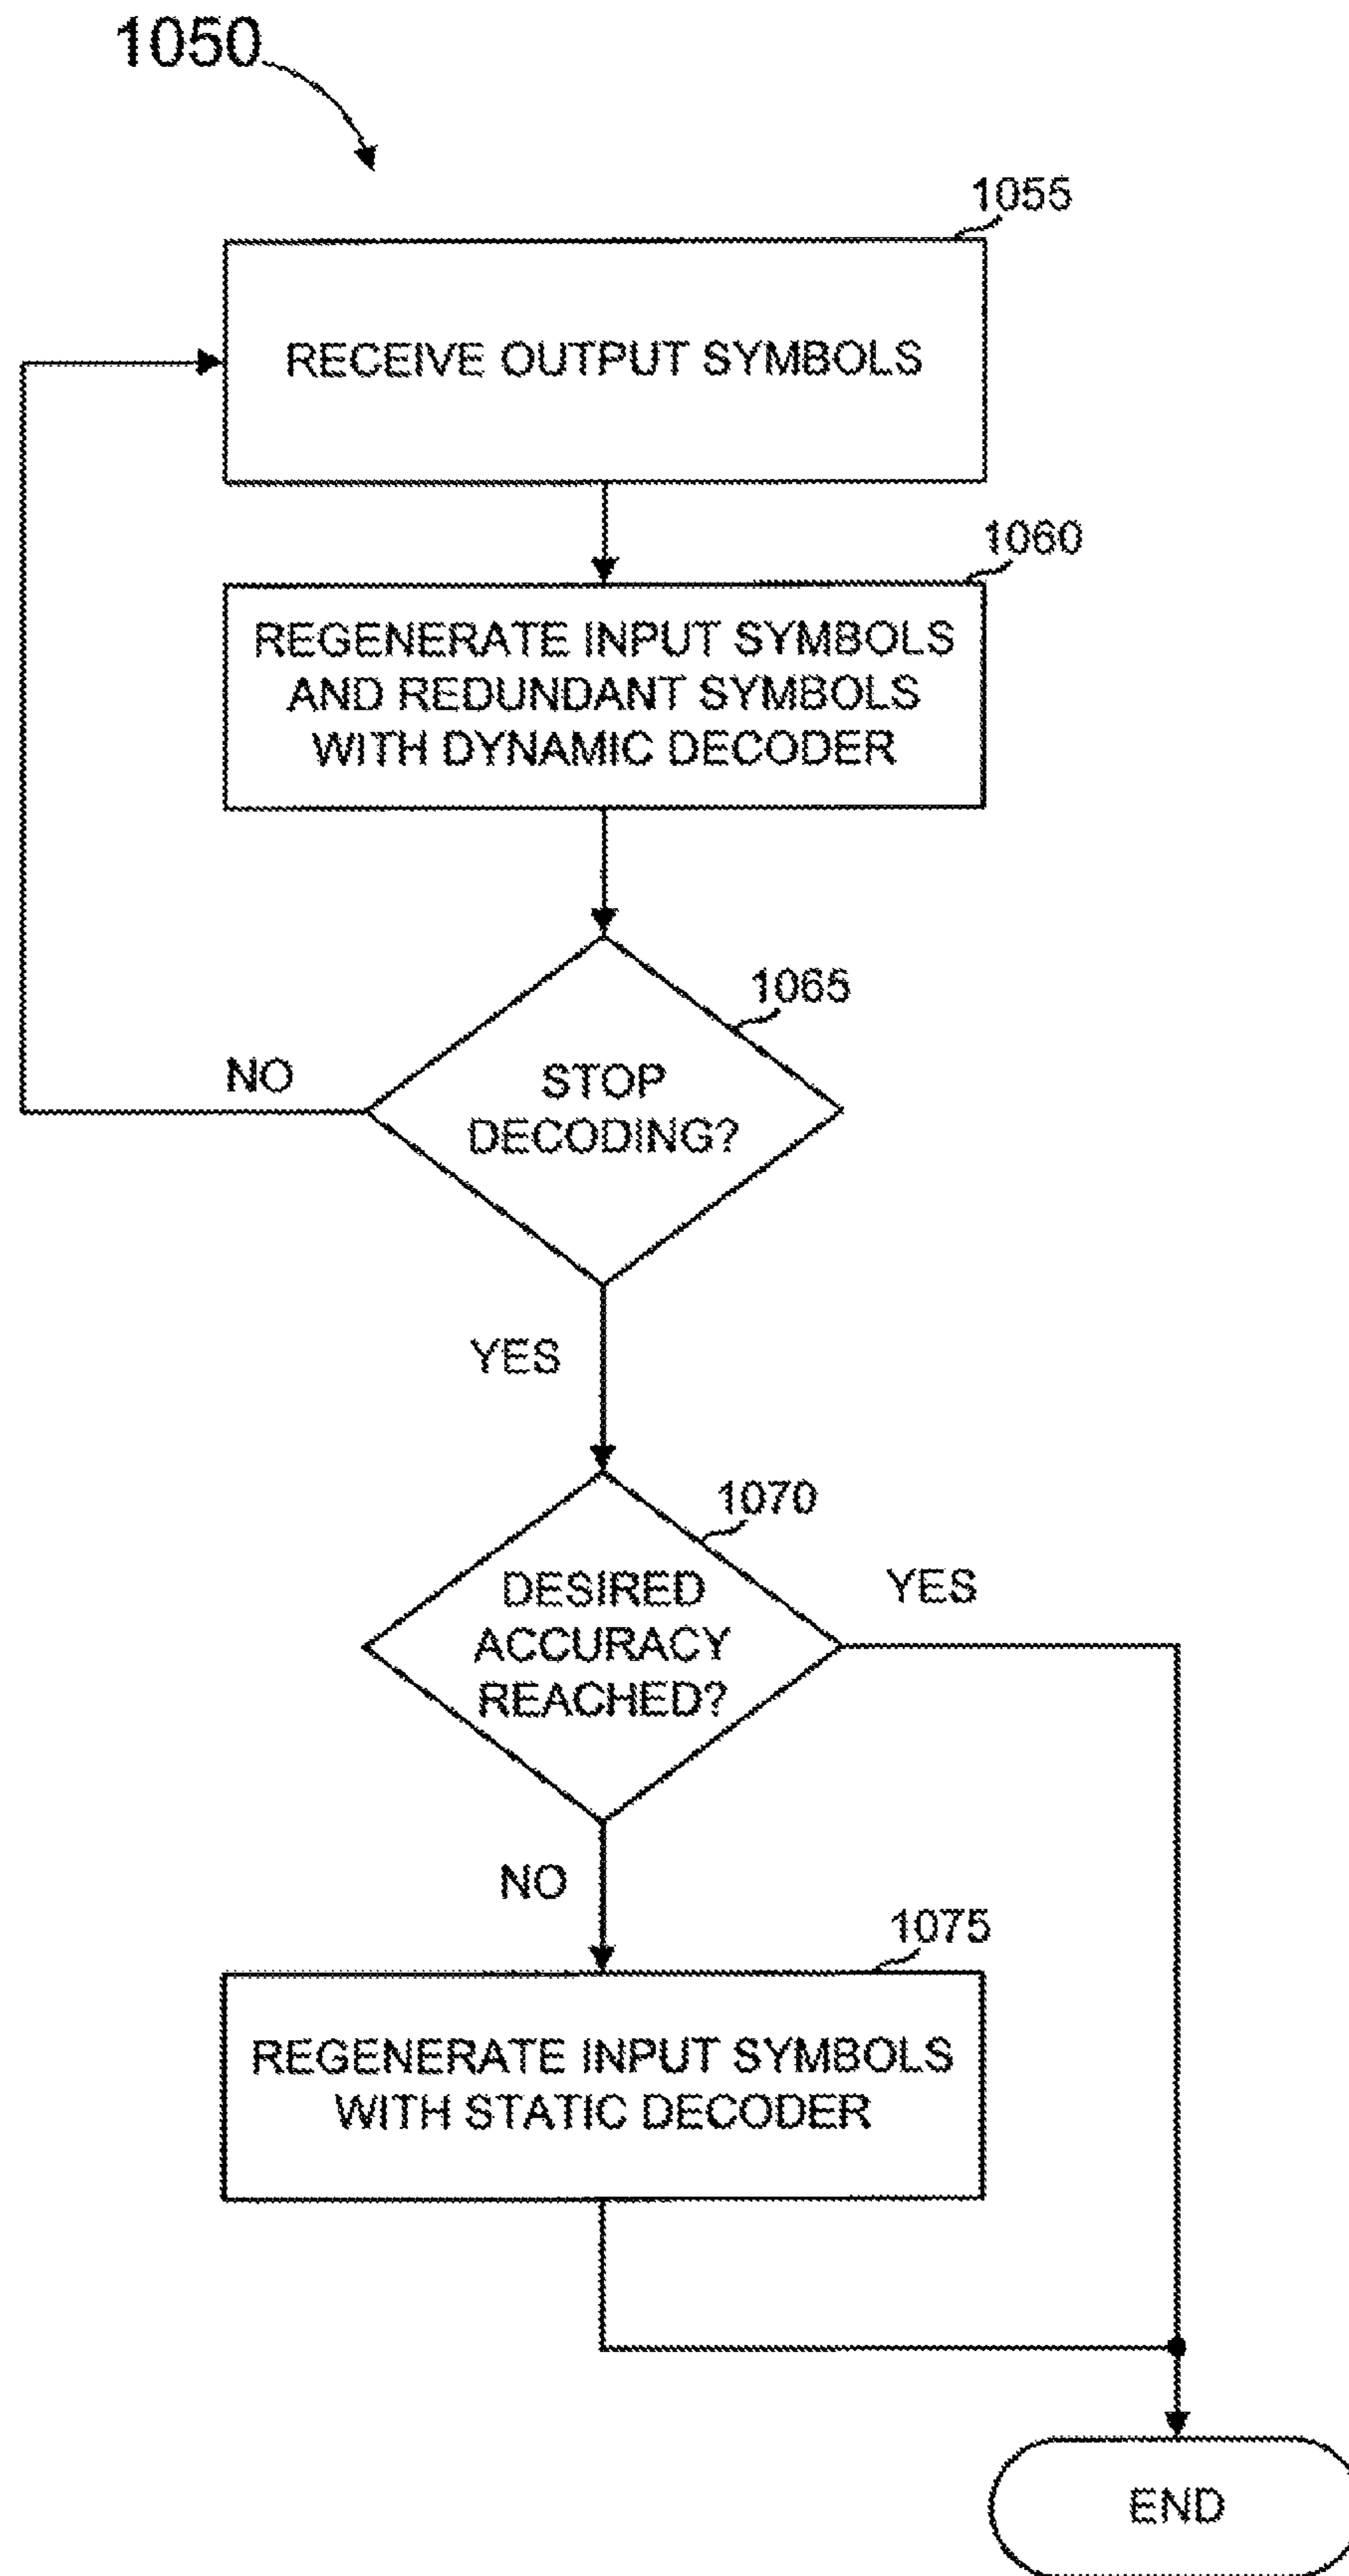 1050
1055
RECEIVE OUTPUT SYMBOLS
1060
REGENERATE INPUT SYMBOLS
AND REDUNDANT SYMBOLS
WITH DYNAMIC DECODER
1065
NO
STOP
DECODING?
YES
1070
DESIRED
ACCURACY
REACHED?
YES
NO
1075
REGENERATE INPUT SYMBOLS
WITH STATIC DECODER
END